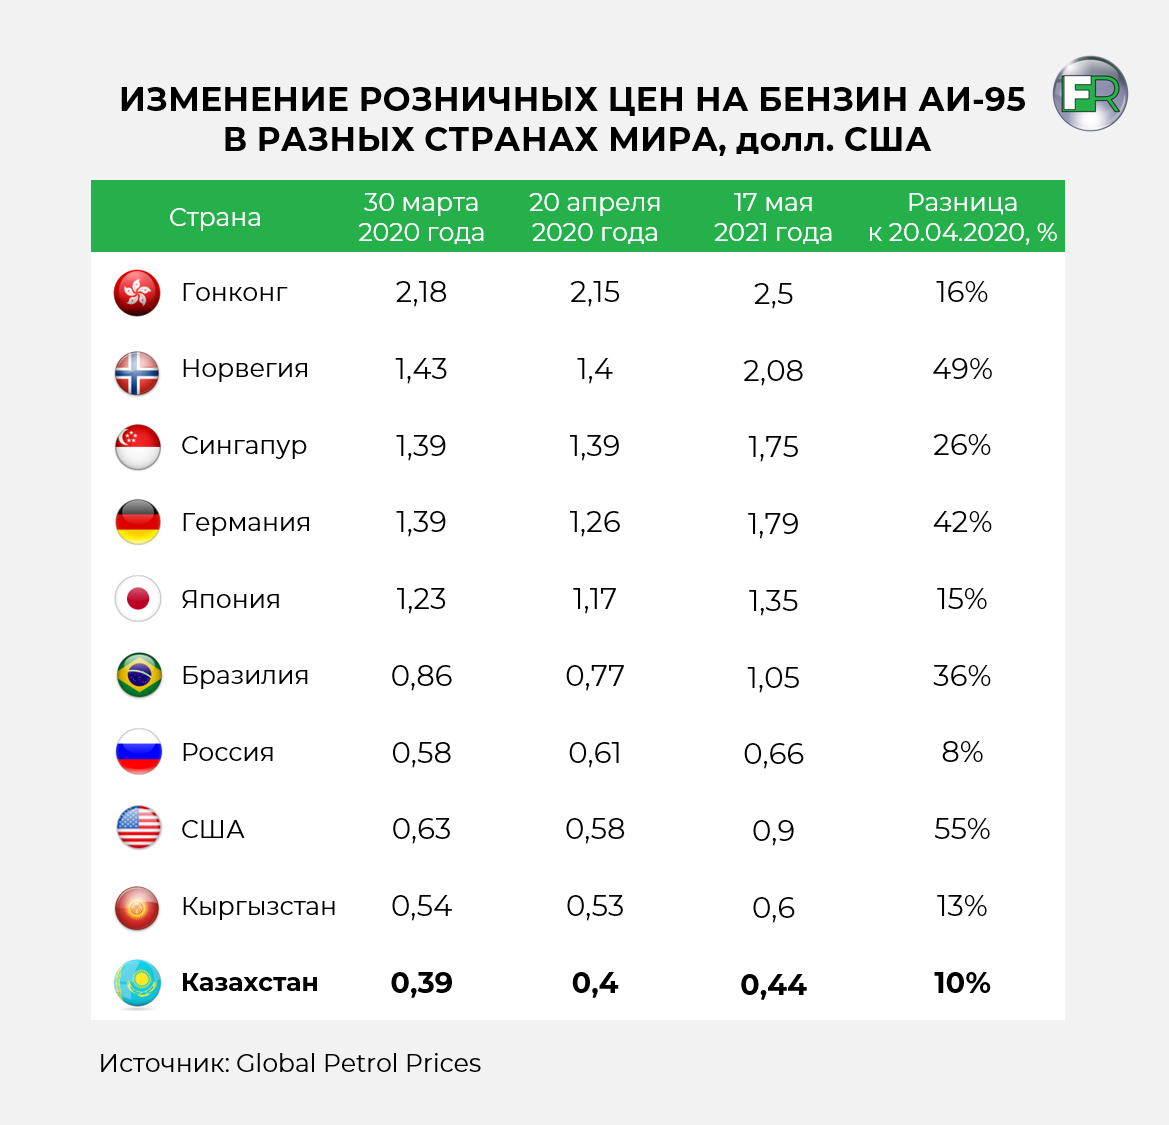 ИЗМЕНЕНИЕ РОЗНИЧНЫХ ЦЕН НА БЕНЗИН АИ-95
В РАЗНЫХ СТРАНАХ МИРА, долл. США
FR
Страна 30 марта 2020 года 20 апреля 2020 года 17 мая 2021 года Разница к 20.04.2020, %
Гонконг 2,18 2,15 2,5 16%
Норвегия 1,43 1,4 2,08 49%
Сингапур 1,39 1,39 1,75 26%
Германия 1,39 1,26 1,79 42%
Япония 1,23 1,17 1,35 15%
Бразилия 0,86 0,77 1,05 36%
Россия 0,58 0,61 0,66 8%
США 0,63 0,58 0,9 55%
Кыргызстан 0,54 0,53 0,6 13%
Казахстан 0,39 0,4 0,44 10%
Источник: Global Petrol Prices